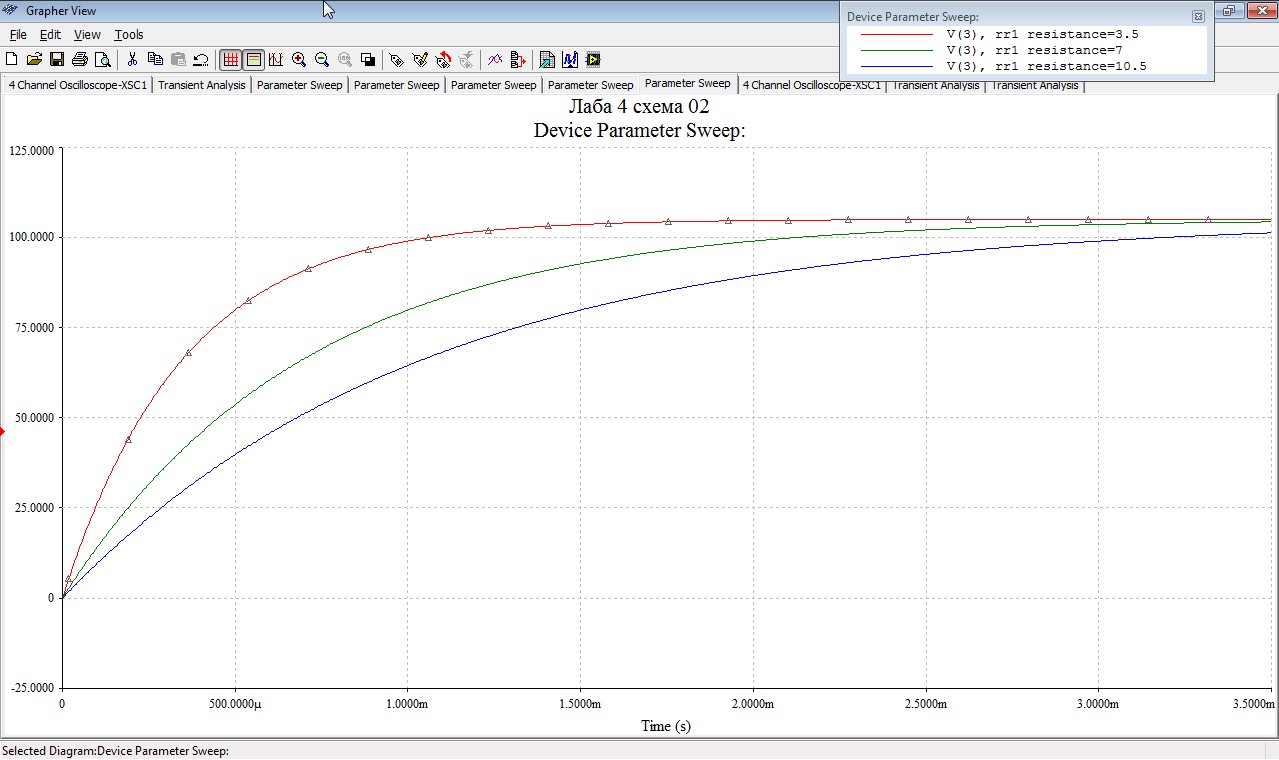 Grapher View
Device Parameter Sweep:
V(3), rr1 resistance=3.5
V(3), rr1 resistance=7
V(3), rr1 resistance=10.5
File Edit View Tools
4 Channel Oscilloscope-XSC1 Transient Analysis Parameter Sweep Parameter Sweep Parameter Sweep Parameter Sweep Parameter Sweep 4 Channel Oscilloscope-XSC1 Transient Analysis Transient Analysis
Лаба 4 схема 02
Device Parameter Sweep:
125.0000
100.0000
75.0000
50.0000
25.0000
0
-25.0000
0 500.0000µ 1.0000m 1.5000m 2.0000m 2.5000m 3.0000m 3.5000m
Time (s)
Selected Diagram:Device Parameter Sweep: